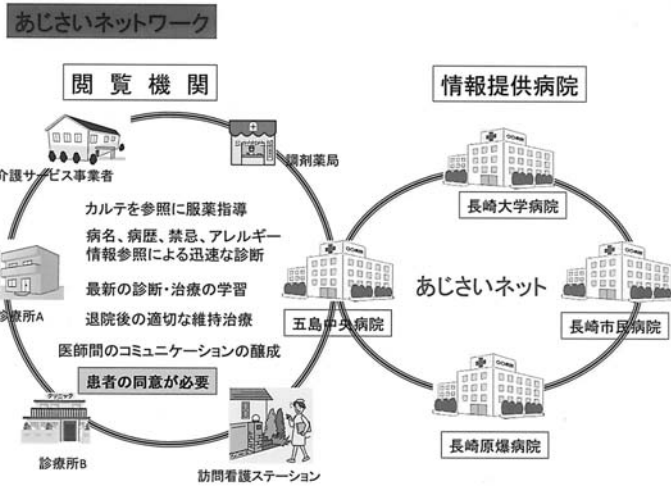 あじさいネットワーク
閲覧機関
情報提供病院
介護サービス事業者
調剤薬局
カルテを参照に服薬指導
病名、病歴、禁忌、アレルギー
情報参照による迅速な診断
最新の診断・治療の学習
退院後の適切な維持治療
医師間のコミュニケーションの醸成
患者の同意が必要
診療所A
クリニック
診療所B
訪問看護ステーション
五島中央病院
あじさいネット
長崎大学病院
長崎市民病院
長崎原爆病院